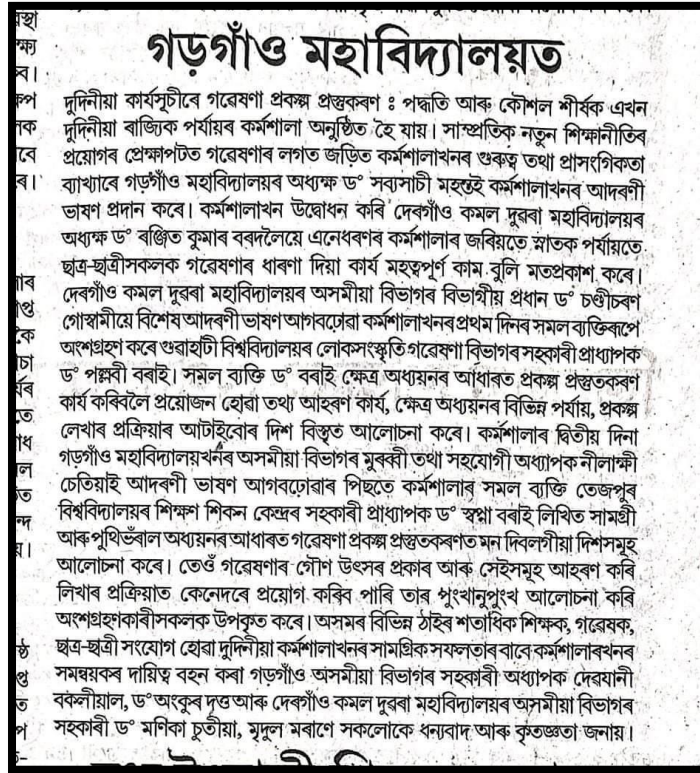 গড়গাঁও মহাবিদ্যালয়ত
দুদিনীয়া কাৰ্যসূচীৰে গৱেষণা প্ৰকল্প প্ৰস্তুকৰণ : পদ্ধতি আৰু কৌশল শীৰ্ষক এখন
দুদিনীয়া ৰাজ্যিক পৰ্যায়ৰ কৰ্মশালা অনুষ্ঠিত হৈ যায়। সাম্প্ৰতিক নতুন শিক্ষানীতিৰ
প্ৰয়োগৰ প্ৰেক্ষাপটত গৱেষণাৰ লগত জড়িত কৰ্মশালাখনৰ গুৰুত্ব তথা প্ৰাসংগিকতা
ব্যাখ্যাৰে গড়গাঁও মহাবিদ্যালয়ৰ অধ্যক্ষ ড° সব্যসাচী মহন্তই কৰ্মশালাখনৰ আদৰণী
ভাষণ প্ৰদান কৰে। কৰ্মশালাখন উদ্বোধন কৰি দেৰগাঁও কমল দুৱৰা মহাবিদ্যালয়ৰ
অধ্যক্ষ ড° ৰঞ্জিত কুমাৰ বৰদলৈয়ে এনেধৰণৰ কৰ্মশালাৰ জৰিয়তে স্নাতক পৰ্যায়তে
ছাত্ৰ-ছাত্ৰীসকলক গৱেষণাৰ ধাৰণা দিয়া কাৰ্য মহত্বপূৰ্ণ কাম বুলি মতপ্ৰকাশ কৰে।
দেৰগাঁও কমল দুৱৰা মহাবিদ্যালয়ৰ অসমীয়া বিভাগৰ বিভাগীয় প্ৰধান ড° চণ্ডীচৰণ
গোস্বামীয়ে বিশেষ আদৰণী ভাষণ আগবঢ়োৱা কৰ্মশালাখনৰ প্ৰথম দিনৰ সমল ব্যক্তিৰূপে
অংশগ্ৰহণ কৰে গুৱাহাটী বিশ্ববিদ্যালয়ৰ লোকসংস্কৃতি গৱেষণা বিভাগৰ সহকাৰী প্ৰাধ্যাপক
ড° পল্লবী বৰাই। সমল ব্যক্তি ড° বৰাই ক্ষেত্ৰ অধ্যয়নৰ আধাৰত প্ৰকল্প প্ৰস্তুতকৰণ
কাৰ্য কৰিবলৈ প্ৰয়োজন হোৱা তথ্য আহৰণ কাৰ্য, ক্ষেত্ৰ অধ্যয়নৰ বিভিন্ন পৰ্যায়, প্ৰকল্প
লেখাৰ প্ৰক্ৰিয়াৰ আটাইবোৰ দিশ বিস্তৃত আলোচনা কৰে। কৰ্মশালাৰ দ্বিতীয় দিনা
গড়গাঁও মহাবিদ্যালয়খনৰ অসমীয়া বিভাগৰ মুৰব্বী তথা সহযোগী অধ্যাপক নীলাক্ষী
চেতিয়াই আদৰণী ভাষণ আগবঢ়োৱাৰ পিছতে কৰ্মশালাৰ সমল ব্যক্তি তেজপুৰ
বিশ্ববিদ্যালয়ৰ শিক্ষণ শিকন কেন্দ্ৰৰ সহকাৰী প্ৰাধ্যাপক ড° স্বপ্না বৰাই লিখিত সামগ্ৰী
আৰু পুথিভঁৰাল অধ্যয়নৰ আধাৰত গৱেষণা প্ৰকল্প প্ৰস্তুতকৰণত মন দিবলগীয়া দিশসমূহ
আলোচনা কৰে। তেওঁ গৱেষণাৰ গৌণ উৎসৰ প্ৰকাৰ আৰু সেইসমূহ আহৰণ কৰি
লিখাৰ প্ৰক্ৰিয়াত কেনেদৰে প্ৰয়োগ কৰিব পাৰি তাৰ পুংখানুপুংখ আলোচনা কৰি
অংশগ্ৰহণকাৰীসকলক উপকৃত কৰে। অসমৰ বিভিন্ন ঠাইৰ শতাধিক শিক্ষক, গৱেষক,
ছাত্ৰ-ছাত্ৰী সংযোগ হোৱা দুদিনীয়া কৰ্মশালাখনৰ সামগ্ৰিক সফলতাৰ বাবে কৰ্মশালাৰখনৰ
সমন্বয়কৰ দায়িত্ব বহন কৰা গড়গাঁও অসমীয়া বিভাগৰ সহকাৰী অধ্যাপক দেৱযানী
বকলীয়াল, ড° অংকুৰ দত্ত আৰু দেৰগাঁও কমল দুৱৰা মহাবিদ্যালয়ৰ অসমীয়া বিভাগৰ
সহকাৰী ড° মণিকা চুতীয়া, মৃদুল মৰাণে সকলোকে ধন্যবাদ আৰু কৃতজ্ঞতা জনায়।